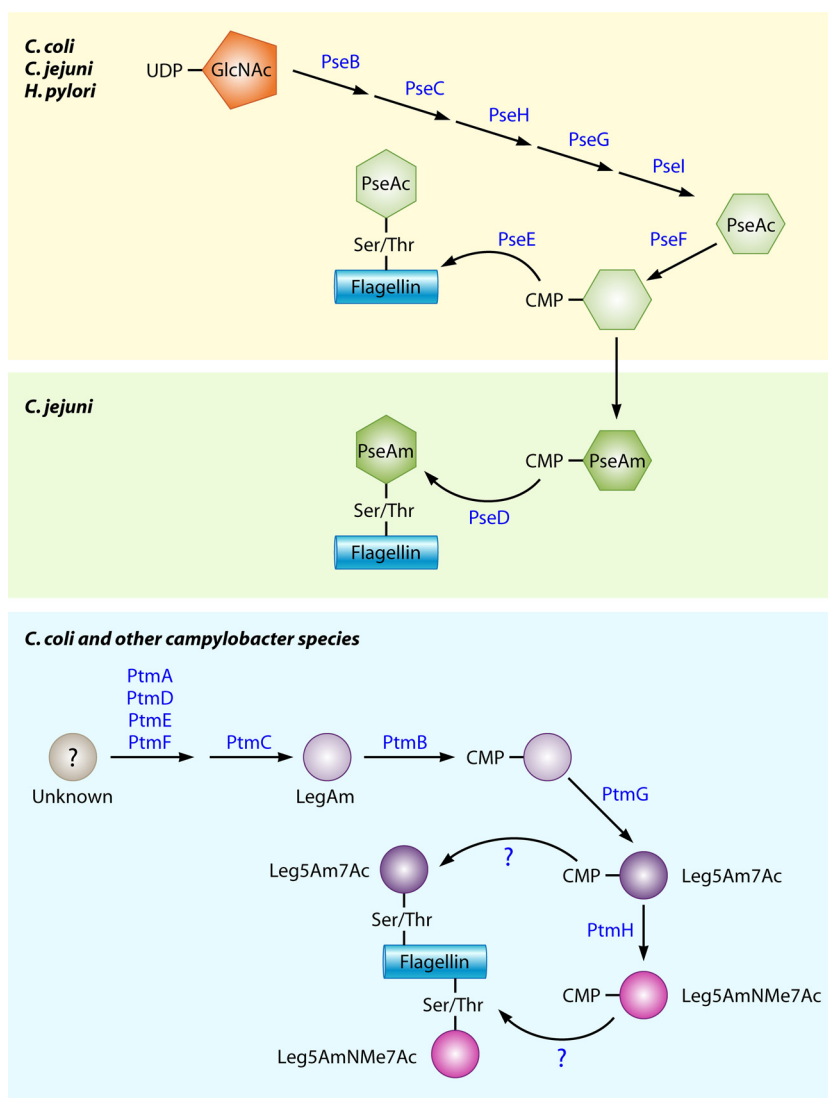 C. coli
C. jejuni
H. pylori
UDP
GlcNAc
PseB
PseC
PseH
PseG
PseI
PseAc
PseAc
Ser/Thr
Flagellin
PseE
PseF
CMP
C. jejuni
PseAm
Ser/Thr
Flagellin
PseD
CMP
PseAm
C. coli and other campylobacter species
PtmA
PtmD
PtmE
PtmF
?
Unknown
PtmC
LegAm
PtmB
CMP
PtmG
Leg5Am7Ac
?
CMP
Leg5Am7Ac
Ser/Thr
Flagellin
PtmH
Ser/Thr
CMP
Leg5AmNMe7Ac
Leg5AmNMe7Ac
?